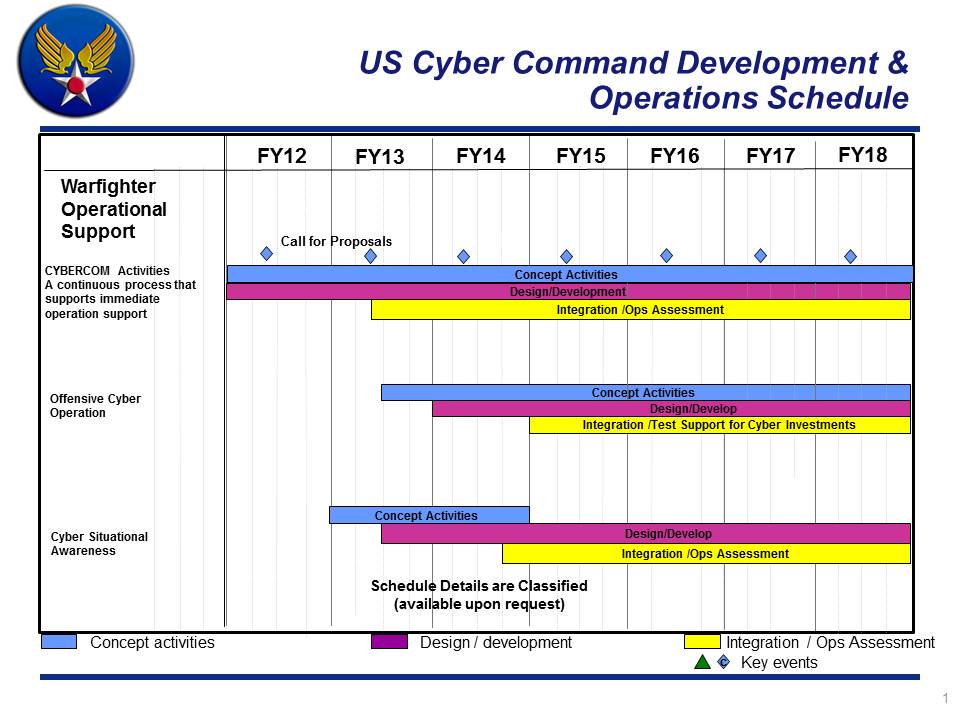 US Cyber Command Development &
Operations Schedule
FY12 FY13 FY14 FY15 FY16 FY17 FY18
Warfighter
Operational
Support
Call for Proposals
CYBERCOM Activities
A continuous process that
supports immediate
operation support
Concept Activities
Design/Development
Integration /Ops Assessment
Offensive Cyber
Operation
Concept Activities
Design/Develop
Integration /Test Support for Cyber Investments
Cyber Situational
Awareness
Concept Activities
Design/Develop
Integration /Ops Assessment
Schedule Details are Classified
(available upon request)
Concept activities Design / development Integration / Ops Assessment
C Key events
1